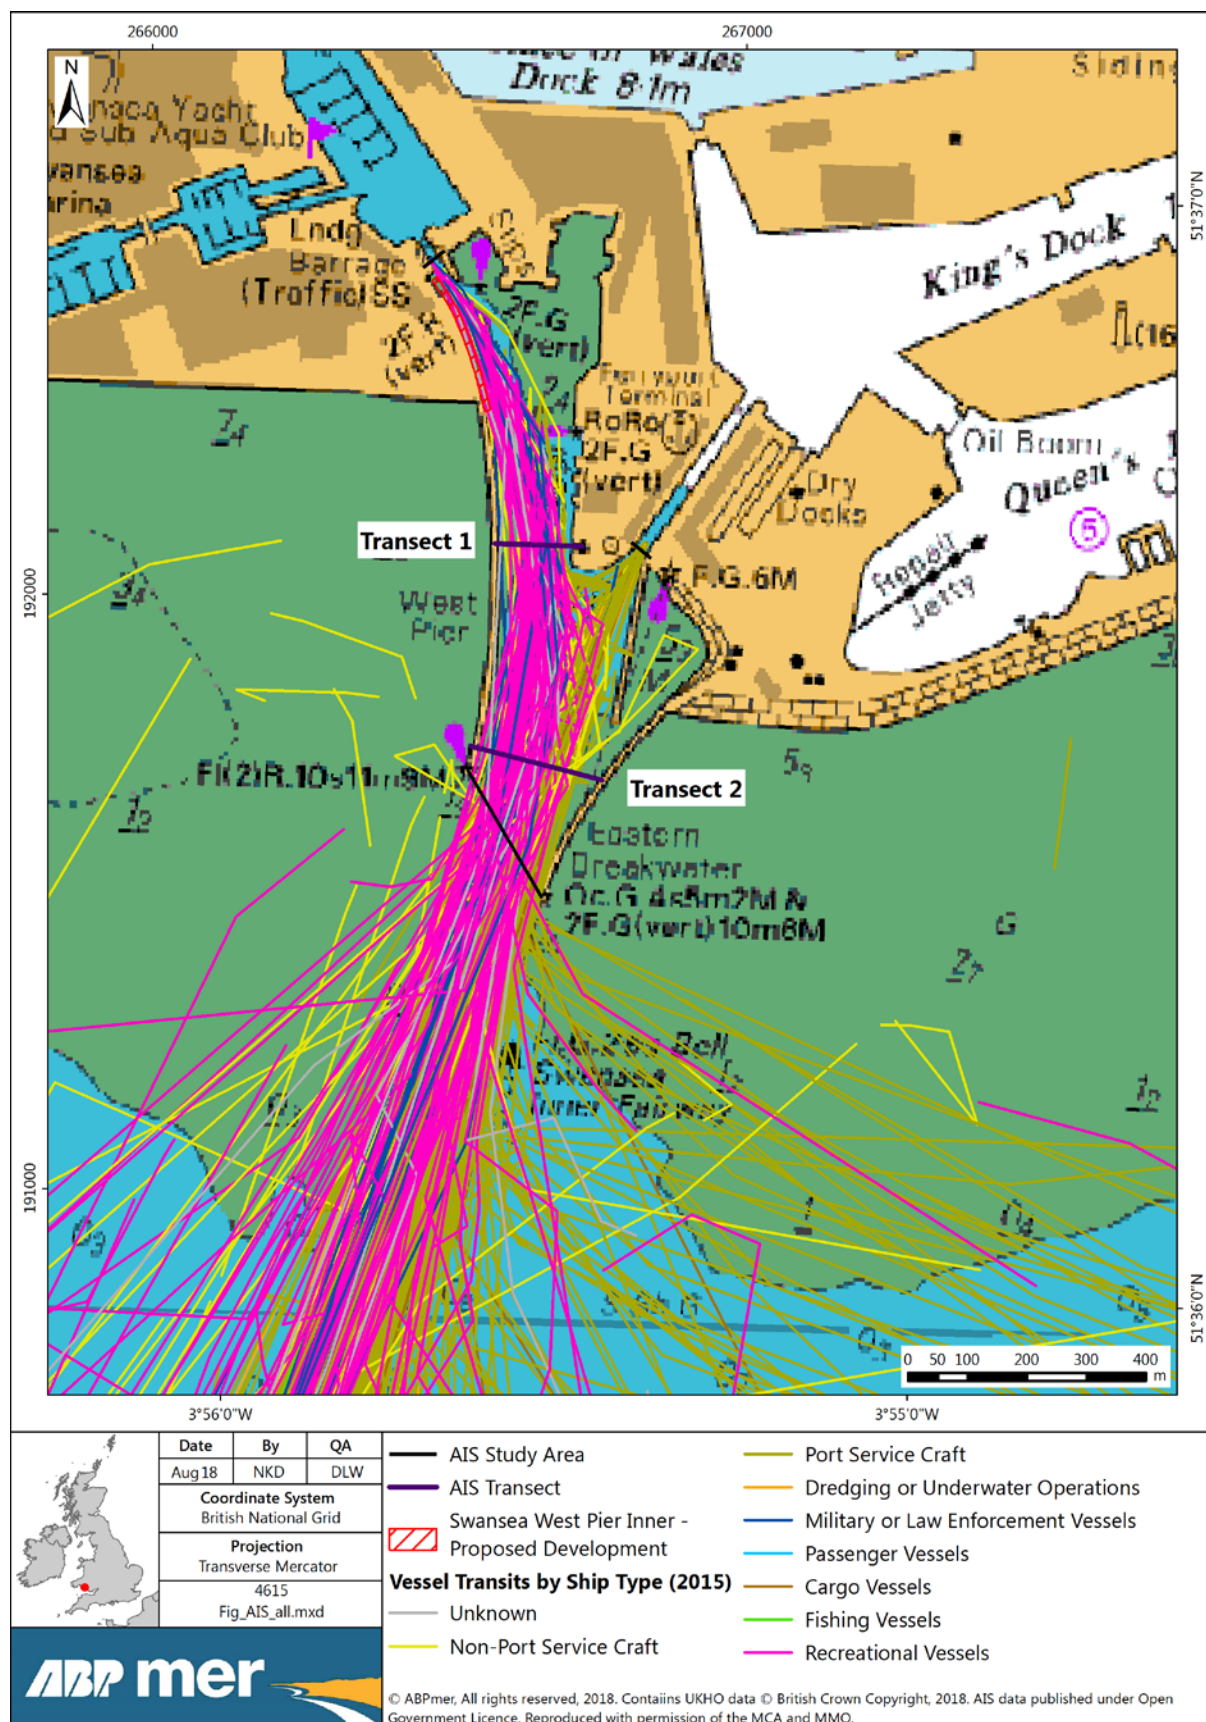 266000
267000
N
Wales
Dock 8·1m
Yacht
Sub Aqua Club
Lndg
Barrage
(Traffic)SS
2F.R
(vert)
2F.G
(vert)
King's Dock
Terminal
RoRo
2F.G
(vert)
Dry
Docks
Oil Boom
Queen's
5
Repair
Jetty
Transect 1
F.G.6M
West
Pier
192000
51°37'0"N
Fl(2)R.10s11m9M
Transect 2
Eastern
Breakwater
Oc.G.4s5m2M &
2F.G(vert)10m6M
G
Bell
Swansea
Inner Fairway
191000
51°36'0"N
0 50 100 200 300 400
m
3°56'0"W
3°55'0"W
Date By QA
Aug 18 NKD DLW
Coordinate System
British National Grid
Projection
Transverse Mercator
4615
Fig_AIS_all.mxd
ABPmer
AIS Study Area
AIS Transect
Swansea West Pier Inner -
Proposed Development
Vessel Transits by Ship Type (2015)
Unknown
Non-Port Service Craft
Port Service Craft
Dredging or Underwater Operations
Military or Law Enforcement Vessels
Passenger Vessels
Cargo Vessels
Fishing Vessels
Recreational Vessels
© ABPmer, All rights reserved, 2018. Contaiins UKHO data © British Crown Copyright, 2018. AIS data published under Open
Government Licence. Reproduced with permission of the MCA and MMO.